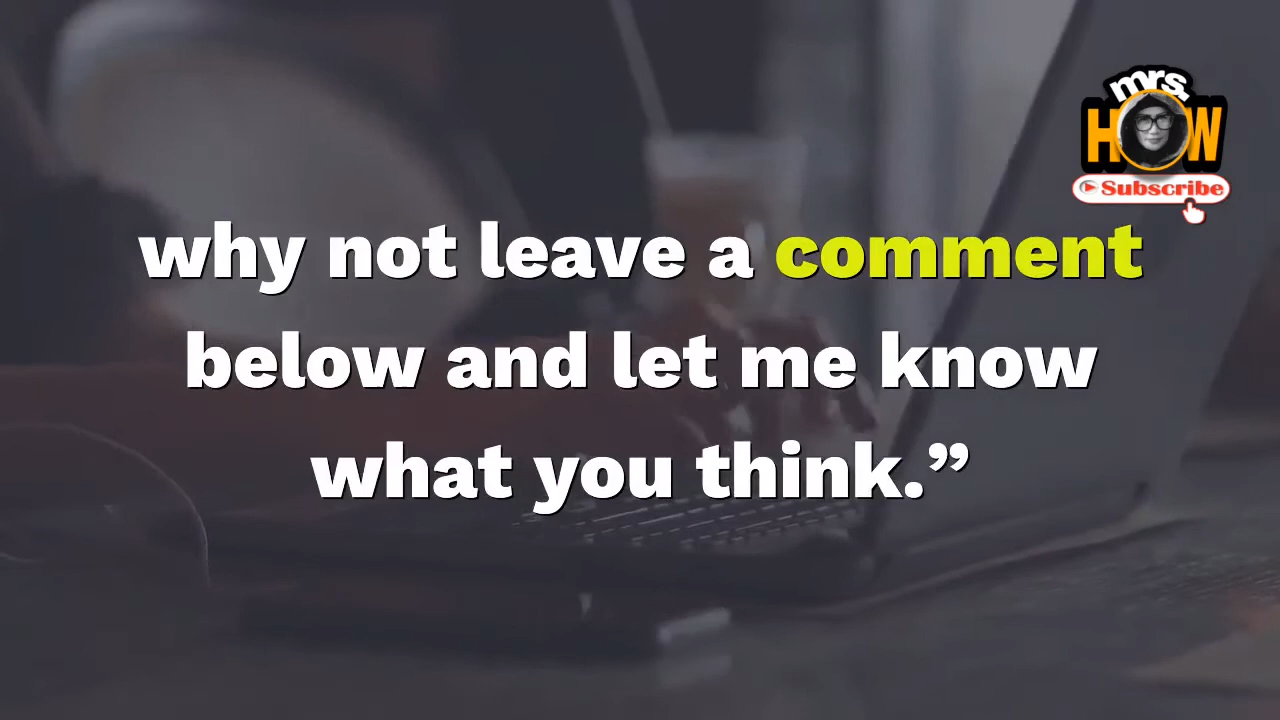 mrs.
HOW
Subscribe
why not leave a comment
below and let me know
what you think.”